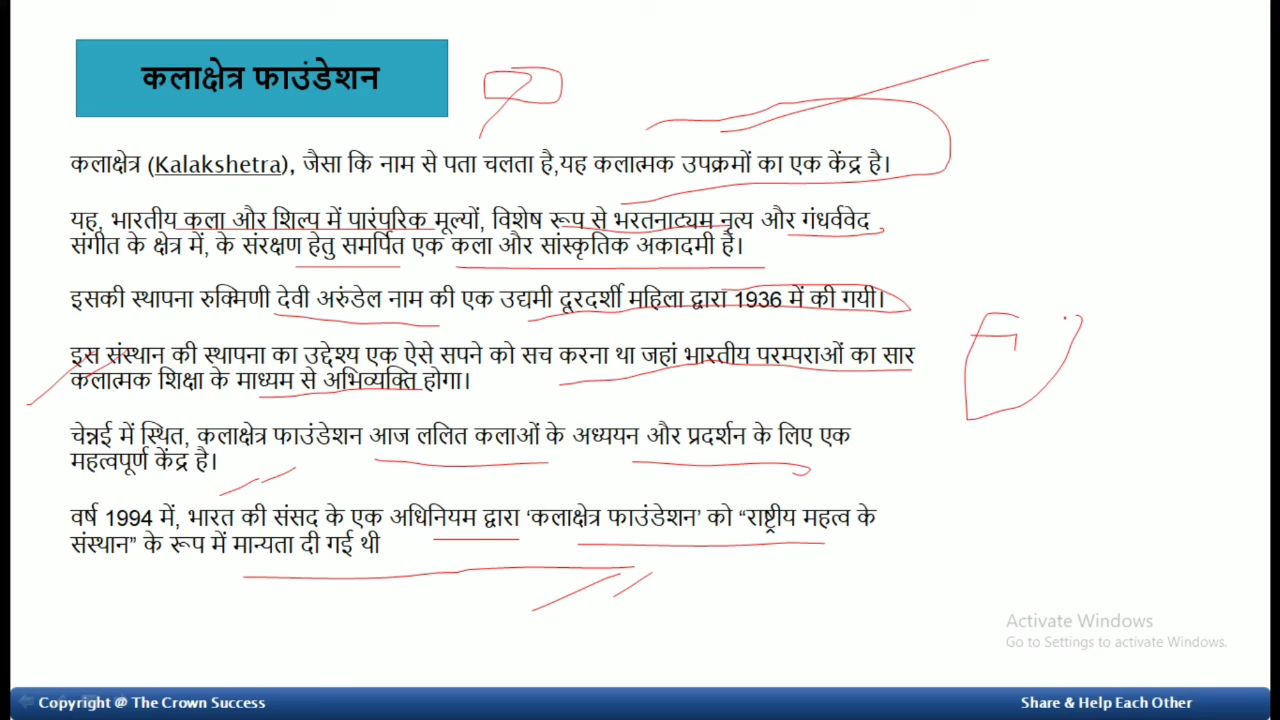 कलाक्षेत्र फाउंडेशन
कलाक्षेत्र (Kalakshetra), जैसा कि नाम से पता चलता है,यह कलात्मक उपक्रमों का एक केंद्र है।
यह, भारतीय कला और शिल्प में पारंपरिक मूल्यों, विशेष रूप से भरतनाट्यम नृत्य और गंधर्ववेद
संगीत के क्षेत्र में, के संरक्षण हेतु समर्पित एक कला और सांस्कृतिक अकादमी है।
इसकी स्थापना रुक्मिणी देवी अरुंडेल नाम की एक उद्यमी दूरदर्शी महिला द्वारा 1936 में की गयी।
इस संस्थान की स्थापना का उद्देश्य एक ऐसे सपने को सच करना था जहां भारतीय परम्पराओं का सार
कलात्मक शिक्षा के माध्यम से अभिव्यक्ति होगा।
चेन्नई में स्थित, कलाक्षेत्र फाउंडेशन आज ललित कलाओं के अध्ययन और प्रदर्शन के लिए एक
महत्वपूर्ण केंद्र है।
वर्ष 1994 में, भारत की संसद के एक अधिनियम द्वारा ‘कलाक्षेत्र फाउंडेशन’ को “राष्ट्रीय महत्व के
संस्थान” के रूप में मान्यता दी गई थी
Activate Windows
Go to Settings to activate Windows.
Copyright @ The Crown Success
Share & Help Each Other